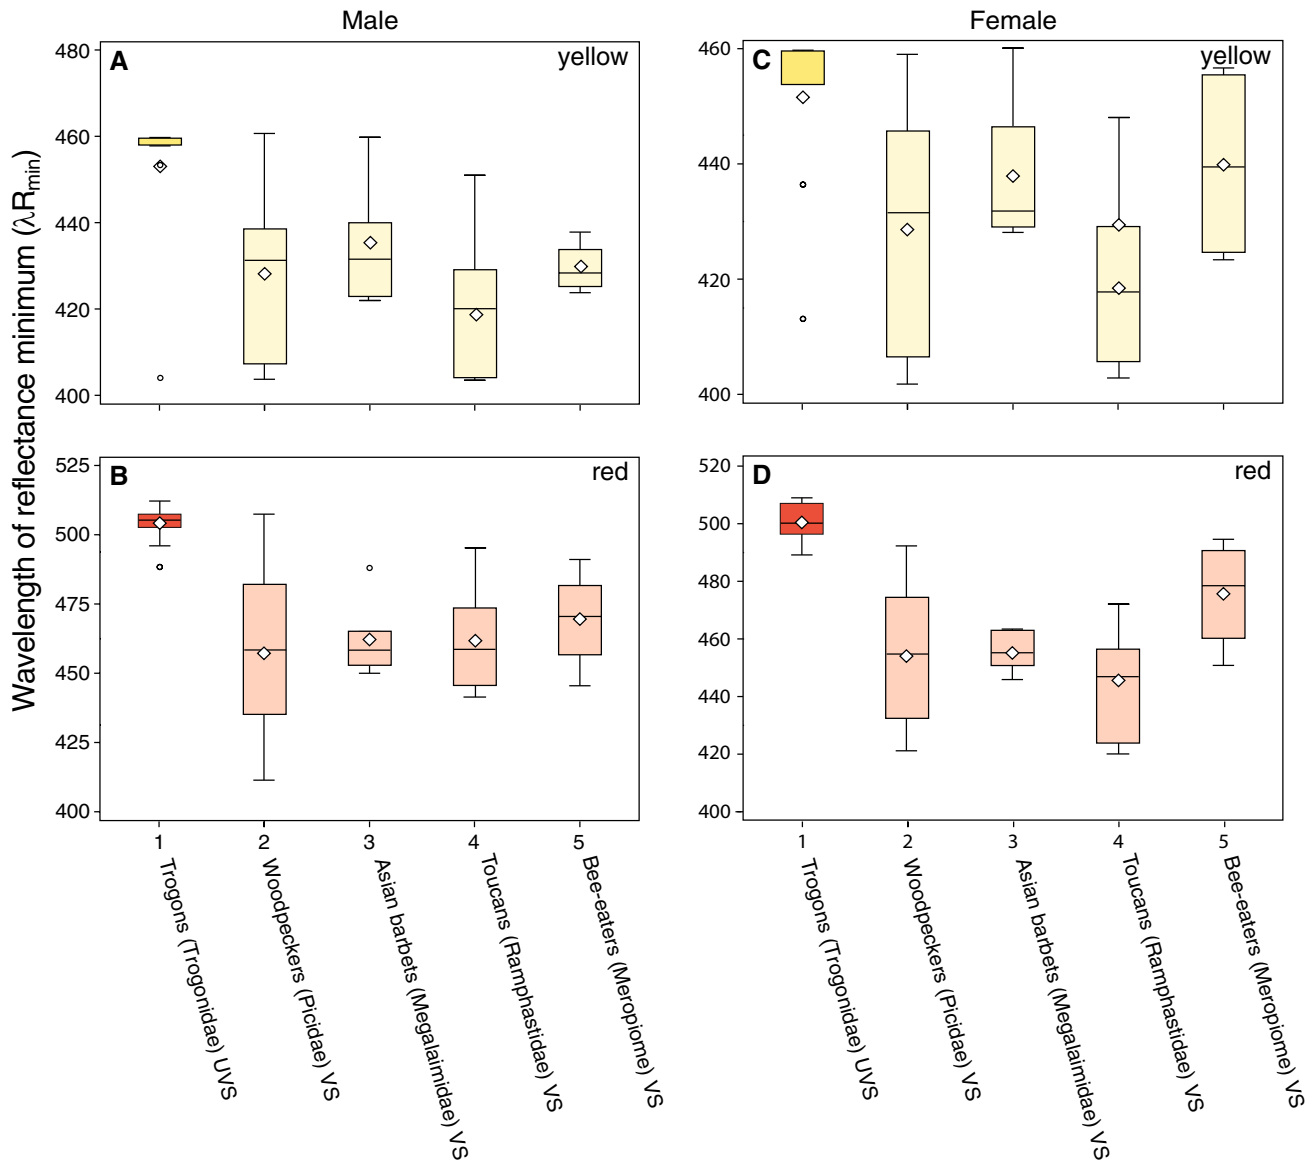 Male
Female
Wavelength of reflectance minimum (λRmin)
A
yellow
480
460
440
420
400
C
yellow
460
440
420
400
B
red
525
500
475
450
425
400
D
red
520
500
480
460
440
420
400
1
2
3
4
5
Trogons (Trogonidae) UVS
Woodpeckers (Picidae) VS
Asian barbets (Megalaimidae) VS
Toucans (Ramphastidae) VS
Bee-eaters (Meropiome) VS
1
2
3
4
5
Trogons (Trogonidae) UVS
Woodpeckers (Picidae) VS
Asian barbets (Megalaimidae) VS
Toucans (Ramphastidae) VS
Bee-eaters (Meropiome) VS